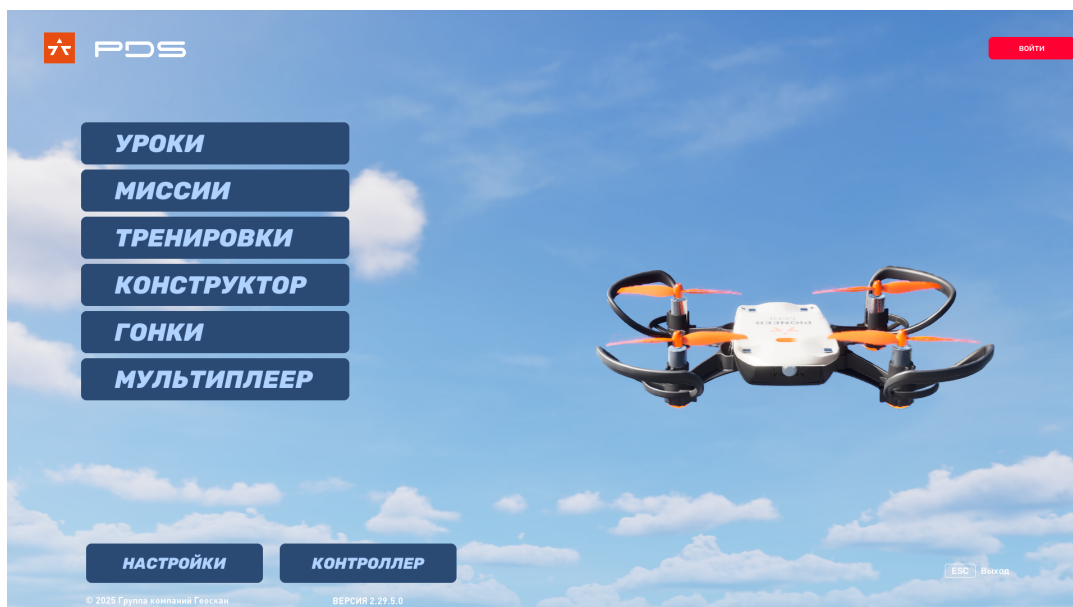 PDS
ВОЙТИ
УРОКИ
МИССИИ
ТРЕНИРОВКИ
КОНСТРУКТОР
ГОНКИ
МУЛЬТИПЛЕЕР
PIONEER
НАСТРОЙКИ
КОНТРОЛЛЕР
ESC Выход
© 2025 Группа компаний Геоскан
ВЕРСИЯ 2.29.5.0